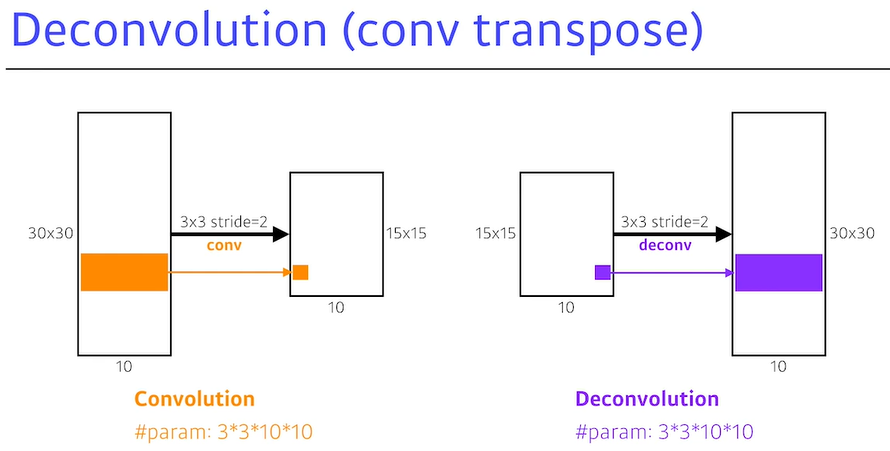 Deconvolution (conv transpose)
30x30
3x3 stride=2
conv
15x15
10
10
15x15
3x3 stride=2
deconv
30x30
10
10
Convolution
#param: 3*3*10*10
Deconvolution
#param: 3*3*10*10